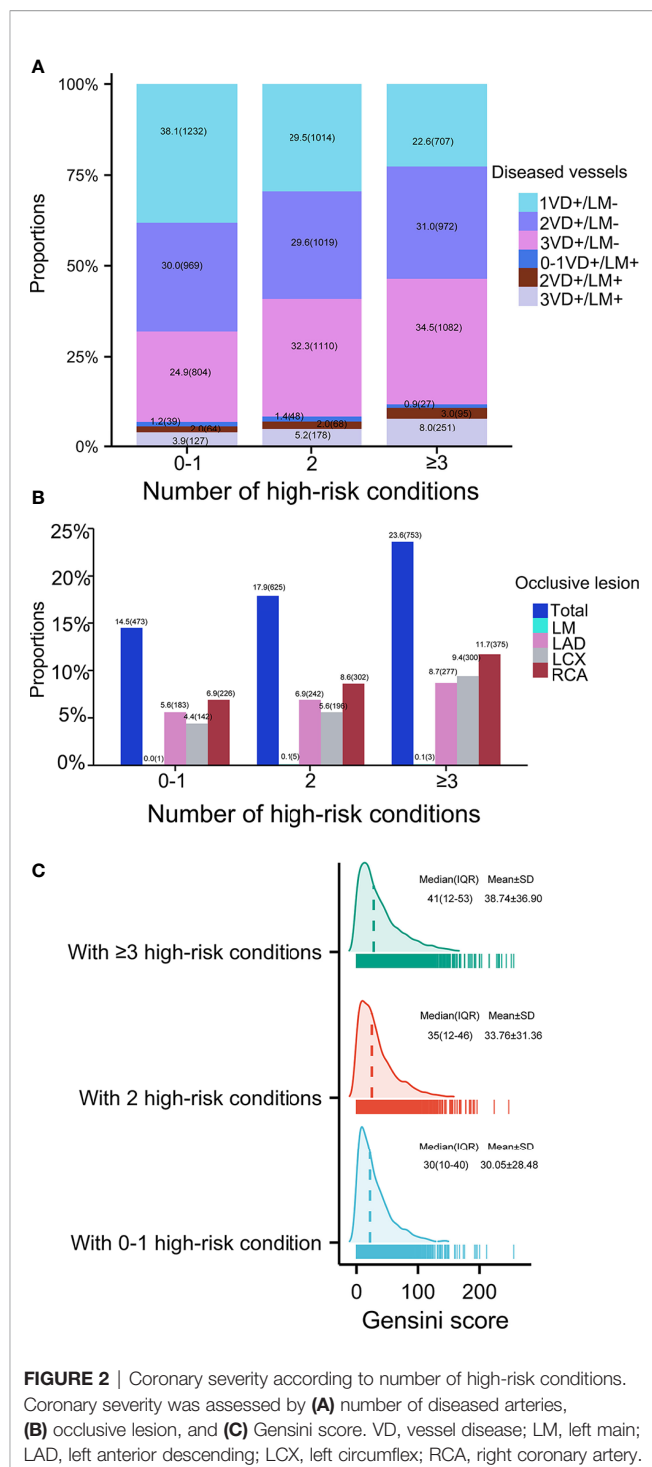 A
100%
75%
50%
25%
0%
Proportions
38.1(1232)
30.0(969)
24.9(804)
1.2(39)
2.0(64)
3.9(127)
29.5(1014)
29.6(1019)
32.3(1110)
1.4(48)
2.0(68)
5.2(178)
22.6(707)
31.0(972)
34.5(1082)
0.9(27)
3.0(95)
8.0(251)
0-1
2
≥3
Number of high-risk conditions
Diseased vessels
1VD+/LM-
2VD+/LM-
3VD+/LM-
0-1VD+/LM+
2VD+/LM+
3VD+/LM+
B
25%
20%
15%
10%
5%
0%
Proportions
14.5(473)
0.0(1)
5.6(183)
4.4(142)
6.9(226)
17.9(625)
0.1(5)
6.9(242)
5.6(196)
8.6(302)
23.6(753)
0.1(3)
8.7(277)
9.4(300)
11.7(375)
0-1
2
≥3
Number of high-risk conditions
Occlusive lesion
Total
LM
LAD
LCX
RCA
C
Median(IQR) Mean±SD
41(12-53) 38.74±36.90
With ≥3 high-risk conditions
Median(IQR) Mean±SD
35(12-46) 33.76±31.36
With 2 high-risk conditions
Median(IQR) Mean±SD
30(10-40) 30.05±28.48
With 0-1 high-risk condition
0 100 200
Gensini score
FIGURE 2 | Coronary severity according to number of high-risk conditions.
Coronary severity was assessed by (A) number of diseased arteries,
(B) occlusive lesion, and (C) Gensini score. VD, vessel disease; LM, left main;
LAD, left anterior descending; LCX, left circumflex; RCA, right coronary artery.